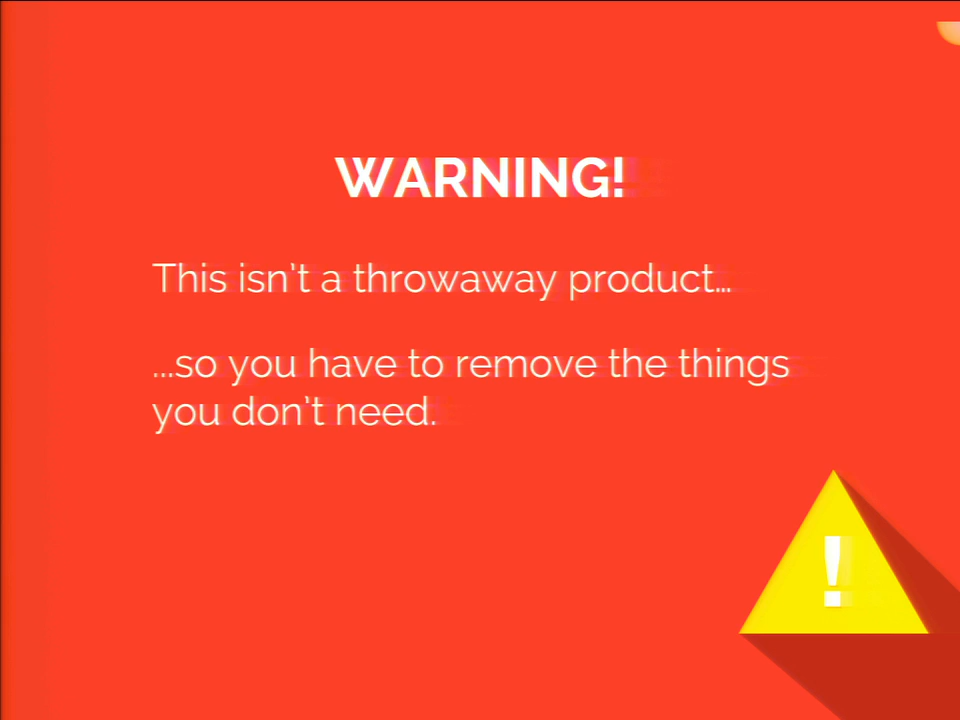 WARNING!
This isn't a throwaway product...
...so you have to remove the things
you don't need.
!